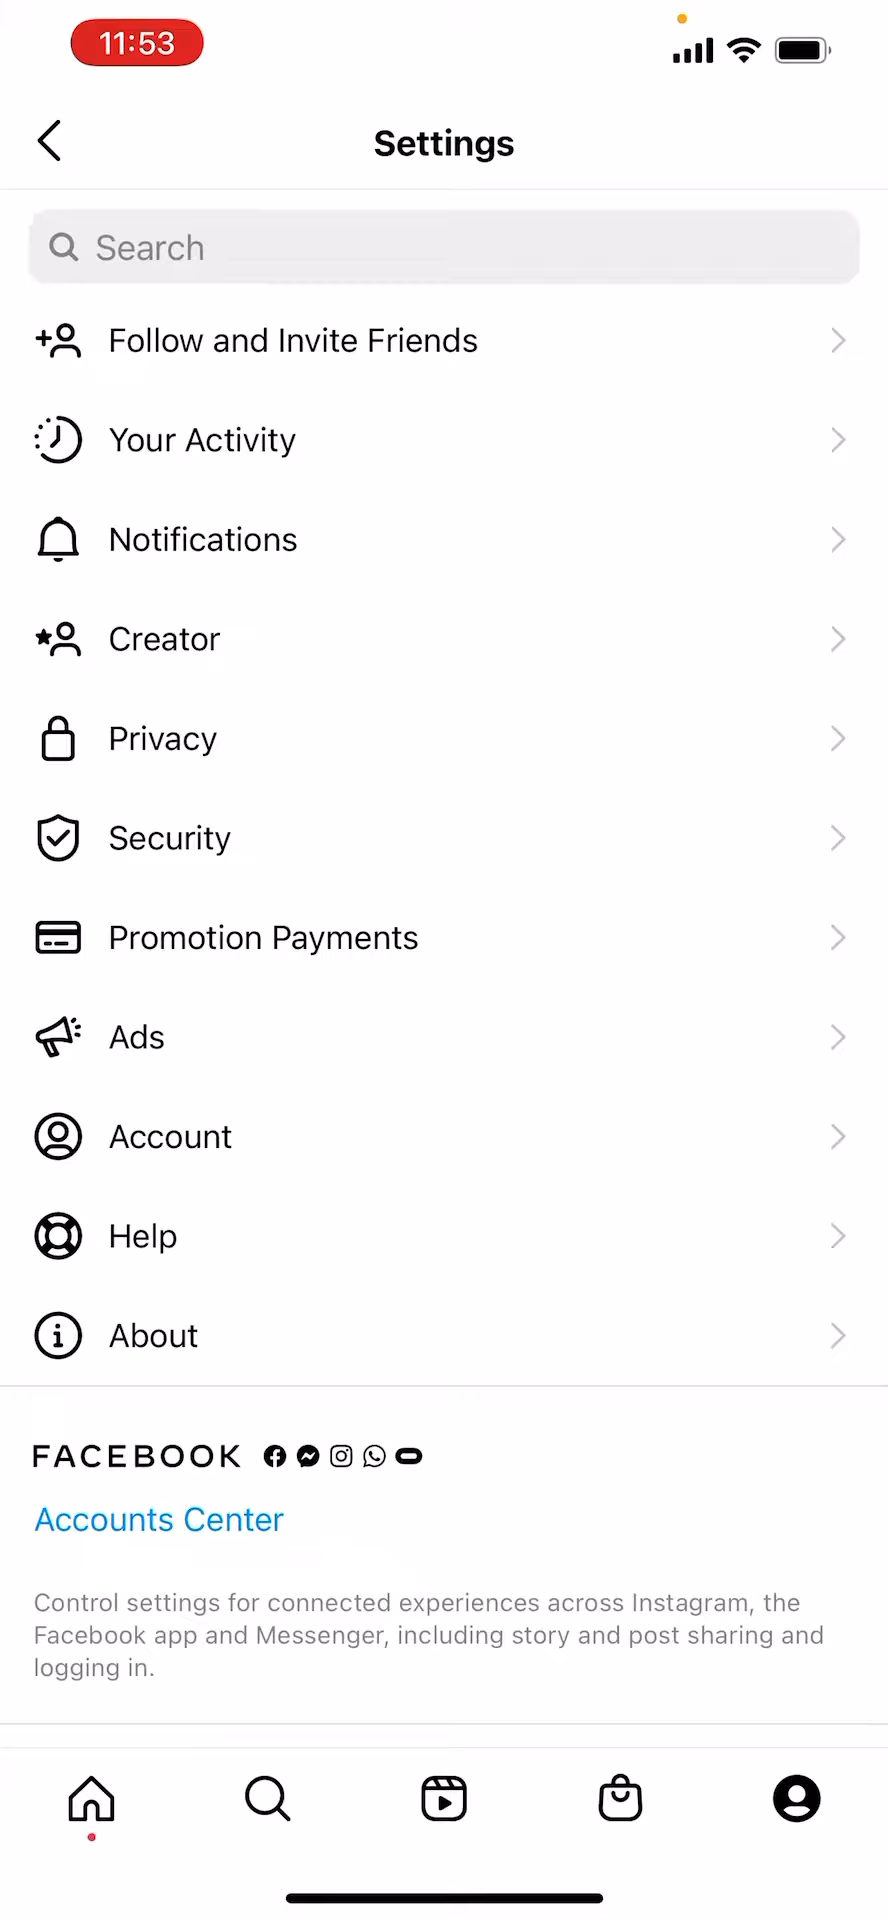 11:53
Settings
Search
Follow and Invite Friends
Your Activity
Notifications
Creator
Privacy
Security
Promotion Payments
Ads
Account
Help
About
FACEBOOK
Accounts Center
Control settings for connected experiences across Instagram, the
Facebook app and Messenger, including story and post sharing and
logging in.